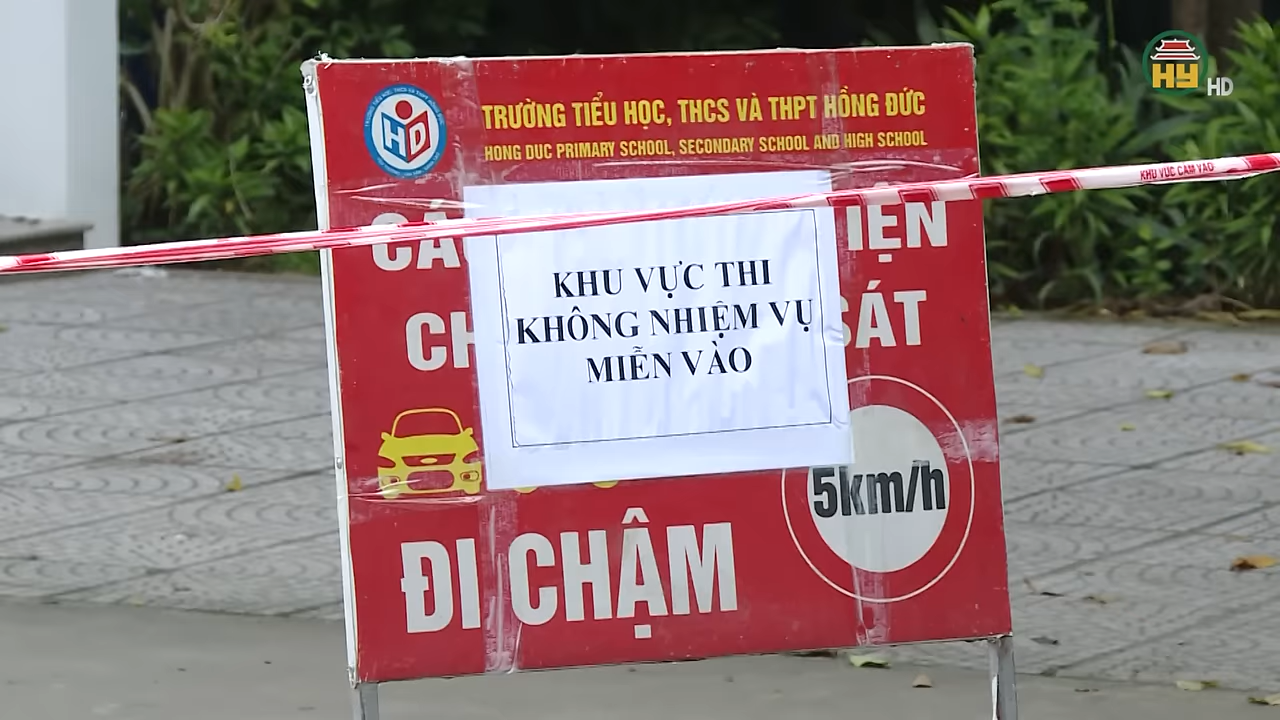 HY HD
TRƯỜNG TIỂU HỌC, THCS VÀ THPT HỒNG ĐỨC
HONG DUC PRIMARY SCHOOL, SECONDARY SCHOOL AND HIGH SCHOOL
HD
KHU VỰC CẤM VÀO
KHU VỰC THI
KHÔNG NHIỆM VỤ
MIỄN VÀO
5km/h
ĐI CHẬM